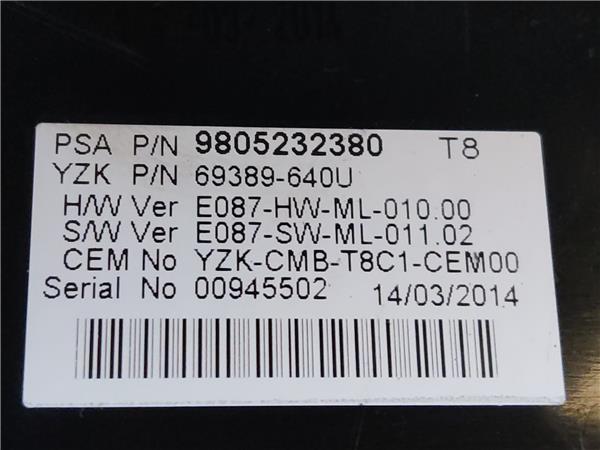 PSA P/N 9805232380 T8
YZK P/N 69389-640U
H/W Ver E087-HW-ML-010.00
S/W Ver E087-SW-ML-011.02
CEM No YZK-CMB-T8C1-CEM00
Serial No 00945502 14/03/2014